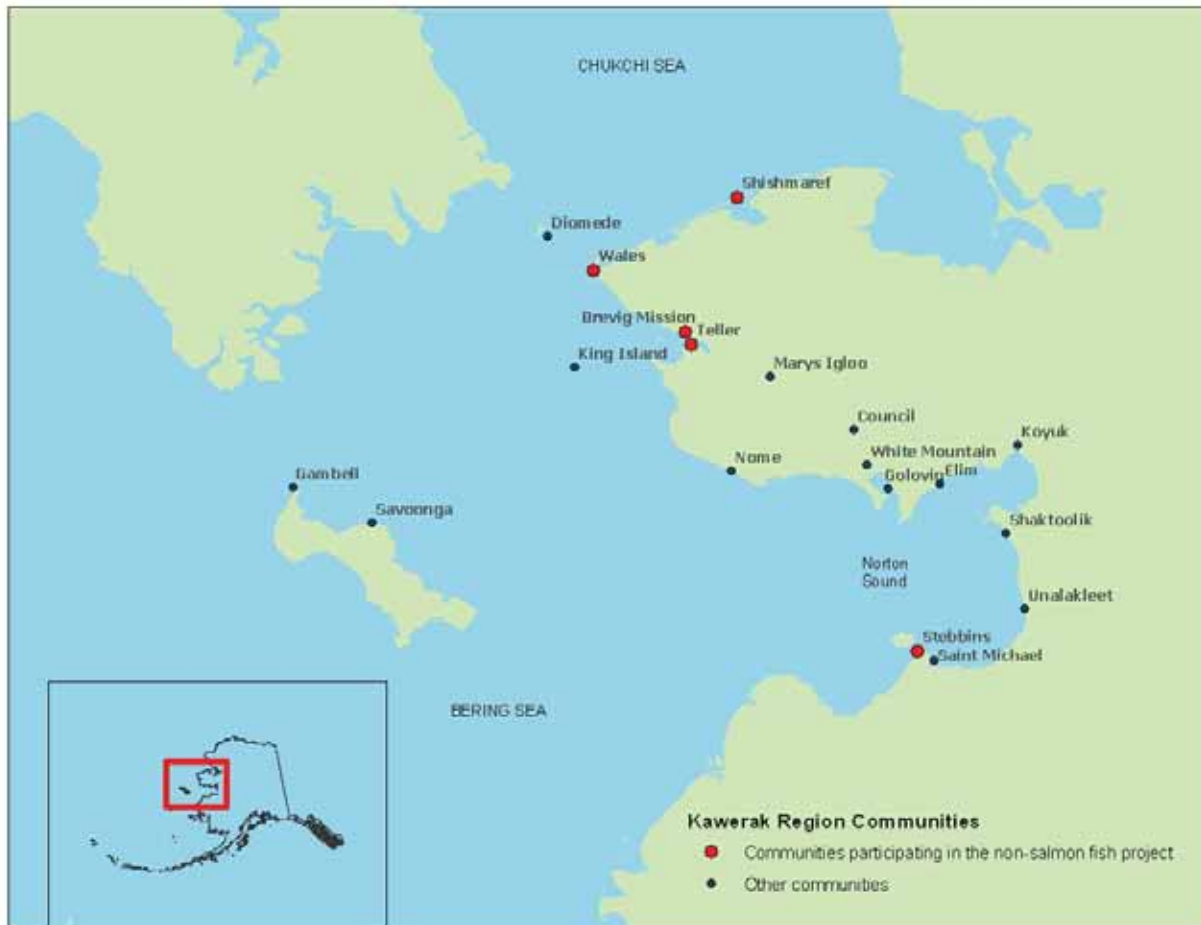 CHUKCHI SEA
Shishmaref
Diomede
Wales
Brevig Mission
Teller
King Island
Marys Igloo
Council
Koyuk
White Mountain
Nome
Golovin
Elim
Gambell
Savoonga
Shaktoolik
Norton
Sound
Unalakleet
Stebbins
Saint Michael
BERING SEA
Kawerak Region Communities
Communities participating in the non-salmon fish project
Other communities